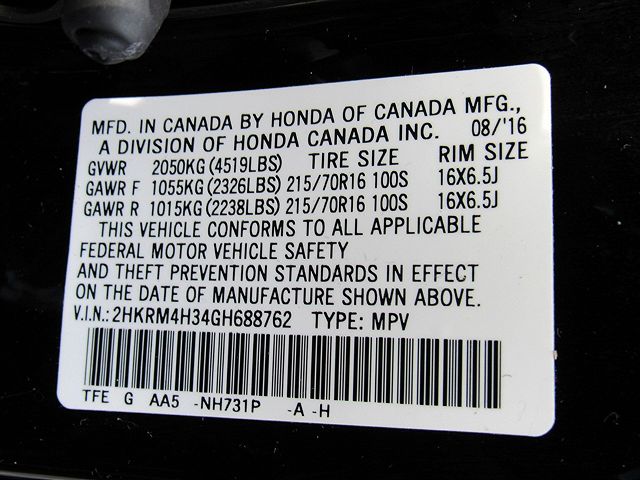 MFD. IN CANADA BY HONDA OF CANADA MFG.,
A DIVISION OF HONDA CANADA INC. 08/'16
GVWR 2050KG(4519LBS) TIRE SIZE RIM SIZE
GAWR F 1055KG(2326LBS) 215/70R16 100S 16X6.5J
GAWR R 1015KG(2238LBS) 215/70R16 100S 16X6.5J
THIS VEHICLE CONFORMS TO ALL APPLICABLE
FEDERAL MOTOR VEHICLE SAFETY
AND THEFT PREVENTION STANDARDS IN EFFECT
ON THE DATE OF MANUFACTURE SHOWN ABOVE.
V.I.N.: 2HKRM4H34GH688762 TYPE: MPV
TFE G AA5 -NH731P -A -H